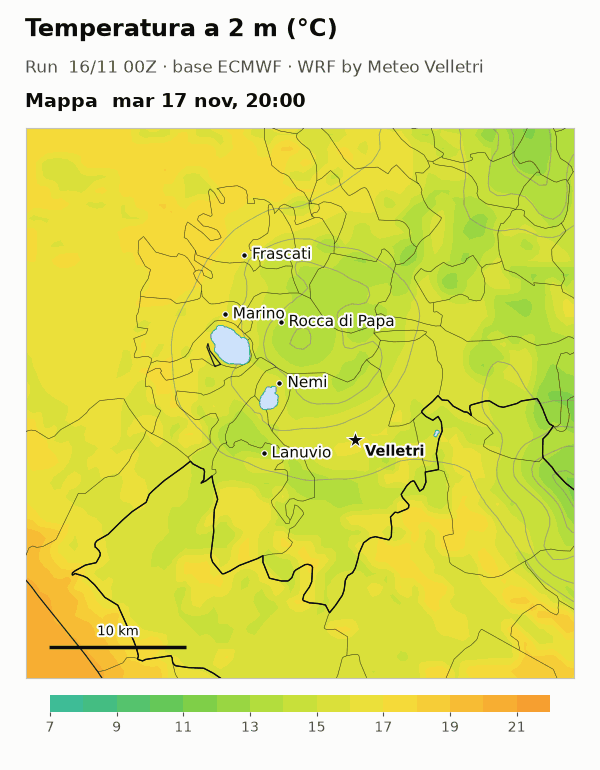 Temperatura a 2 m (°C)
Run  16/11 00Z · base ECMWF · WRF by Meteo Velletri
Mappa  mar 17 nov, 20:00
Frascati
Marino
Rocca di Papa
Nemi
Velletri
Lanuvio
10 km
7 9 11 13 15 17 19 21